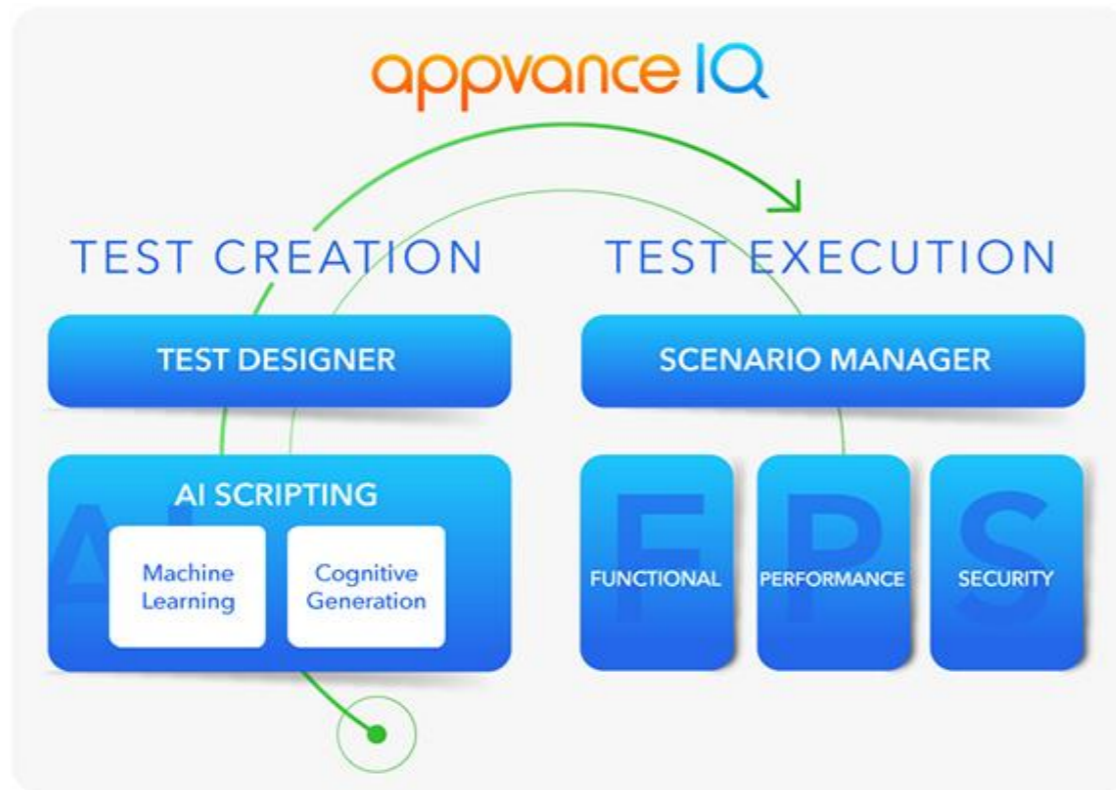 appvance IQ
TEST CREATION
TEST DESIGNER
AI
AI SCRIPTING
Machine
Learning
Cognitive
Generation
TEST EXECUTION
SCENARIO MANAGER
F
FUNCTIONAL
P
PERFORMANCE
S
SECURITY